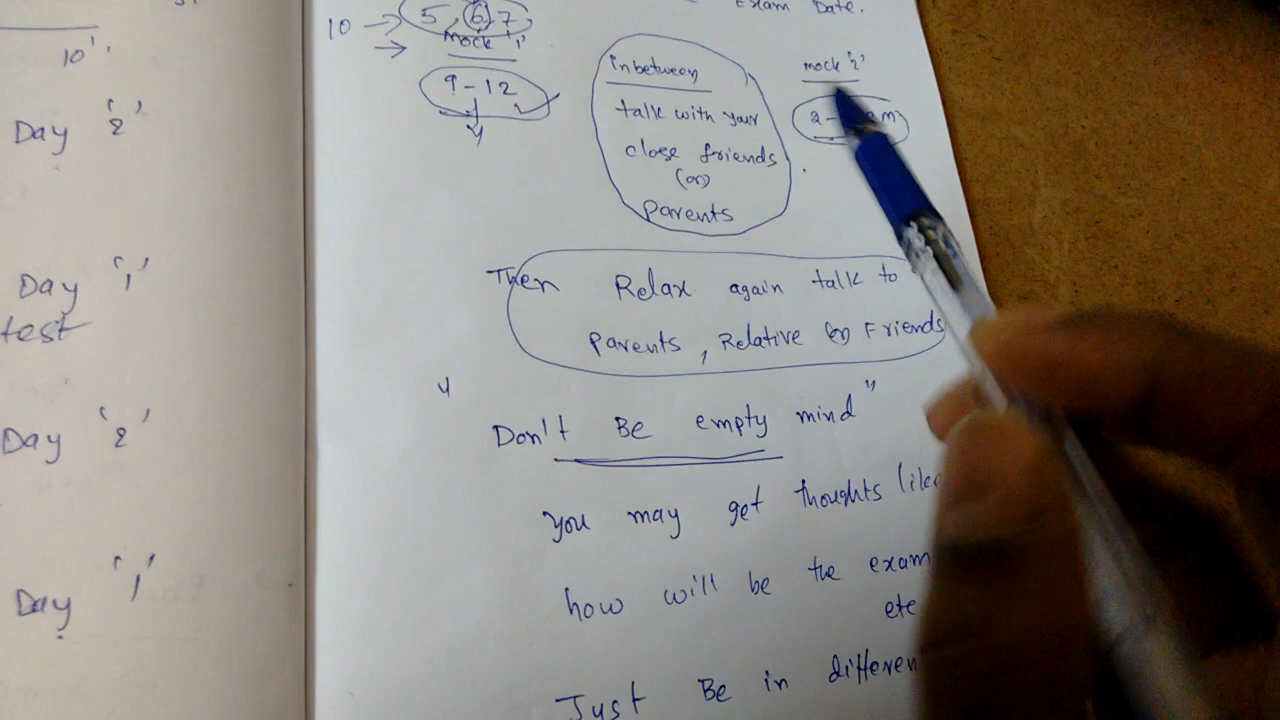 10'.
Day '2'
Day '1'
test
Day '2'
Day '1'
Exam Date.
10 → 5, 6, 7,
→ mock '1'
9-12
inbetween
talk with your
close friends
(or)
parents
mock '2'
Then Relax again talk to
parents, Relative (or) Friends
" Don't Be empty mind "
you may get thoughts like
how will be the exam
etc
Just Be in